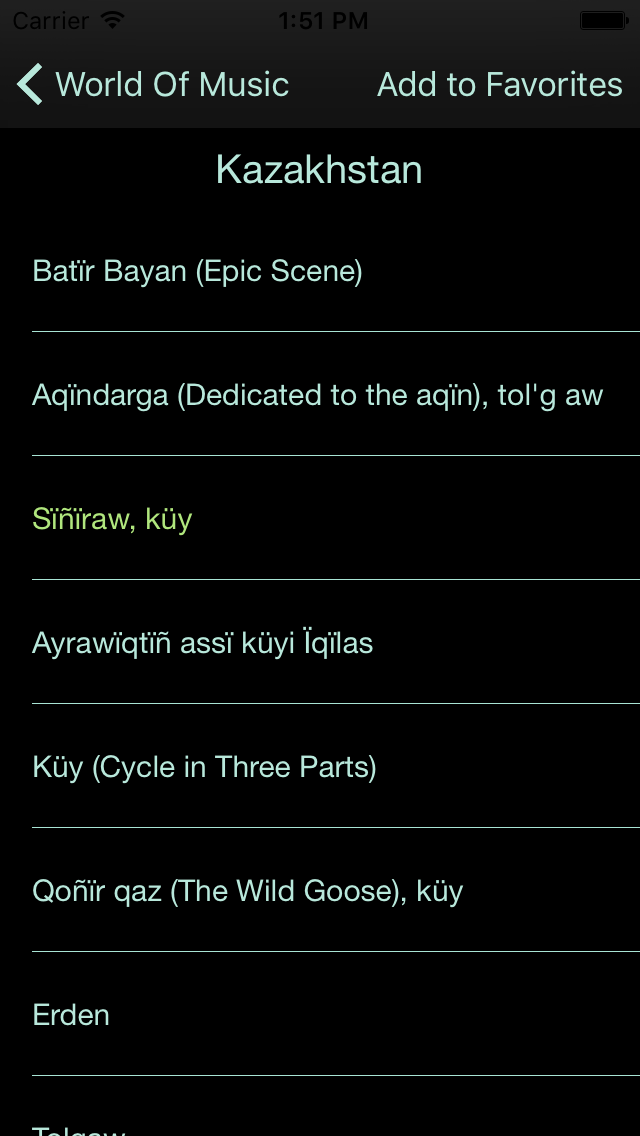 Carrier 1:51 PM
World Of Music Add to Favorites
Kazakhstan
Batïr Bayan (Epic Scene)
Aqïndarga (Dedicated to the aqïn), tol'g aw
Sïñïraw, küy
Ayrawïqtïñ assï küyi Ïqïlas
Küy (Cycle in Three Parts)
Qoñïr qaz (The Wild Goose), küy
Erden